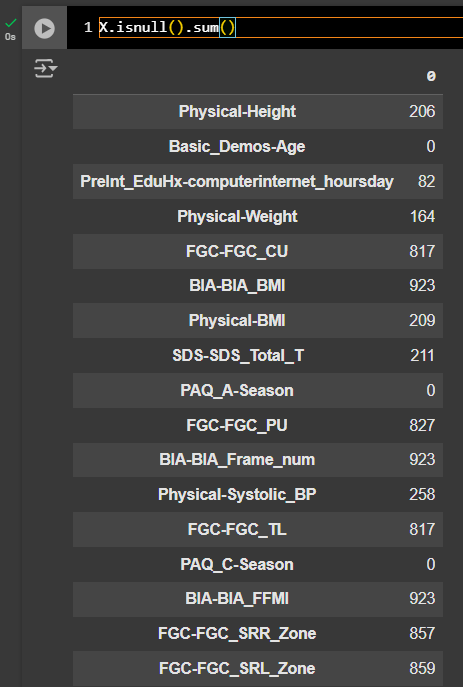 0s
1 X.isnull().sum()
0
Physical-Height 206
Basic_Demos-Age 0
PreInt_EduHx-computerinternet_hoursday 82
Physical-Weight 164
FGC-FGC_CU 817
BIA-BIA_BMI 923
Physical-BMI 209
SDS-SDS_Total_T 211
PAQ_A-Season 0
FGC-FGC_PU 827
BIA-BIA_Frame_num 923
Physical-Systolic_BP 258
FGC-FGC_TL 817
PAQ_C-Season 0
BIA-BIA_FFMI 923
FGC-FGC_SRR_Zone 857
FGC-FGC_SRL_Zone 859